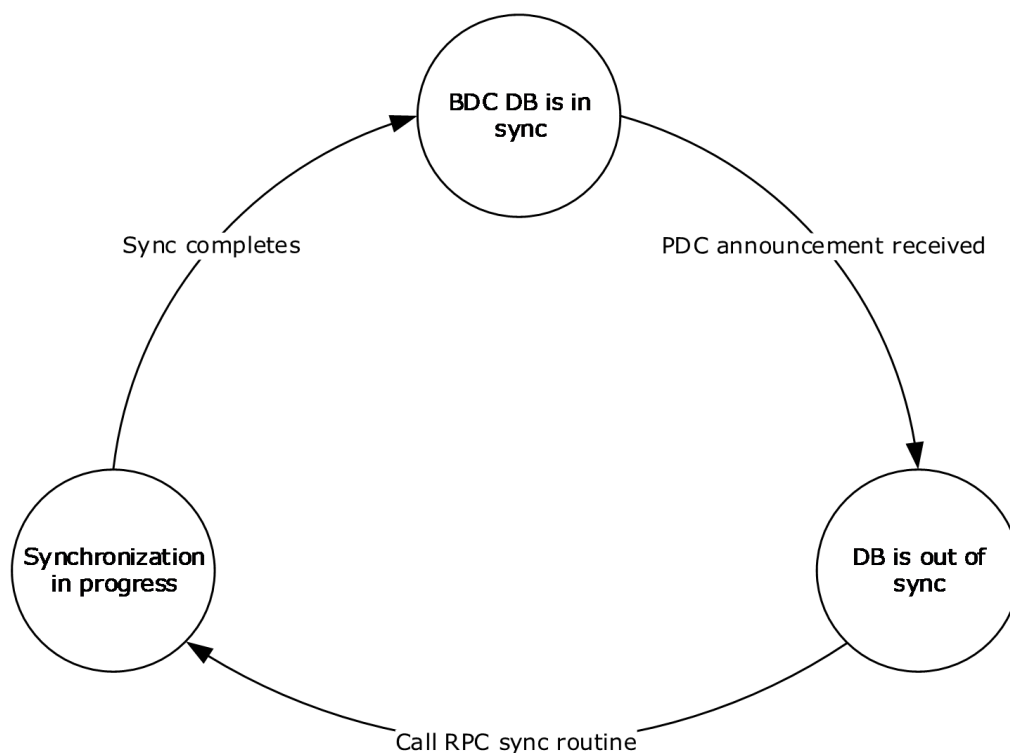 BDC DB is in
sync
Sync completes
PDC announcement received
Synchronization
in progress
DB is out of
sync
Call RPC sync routine